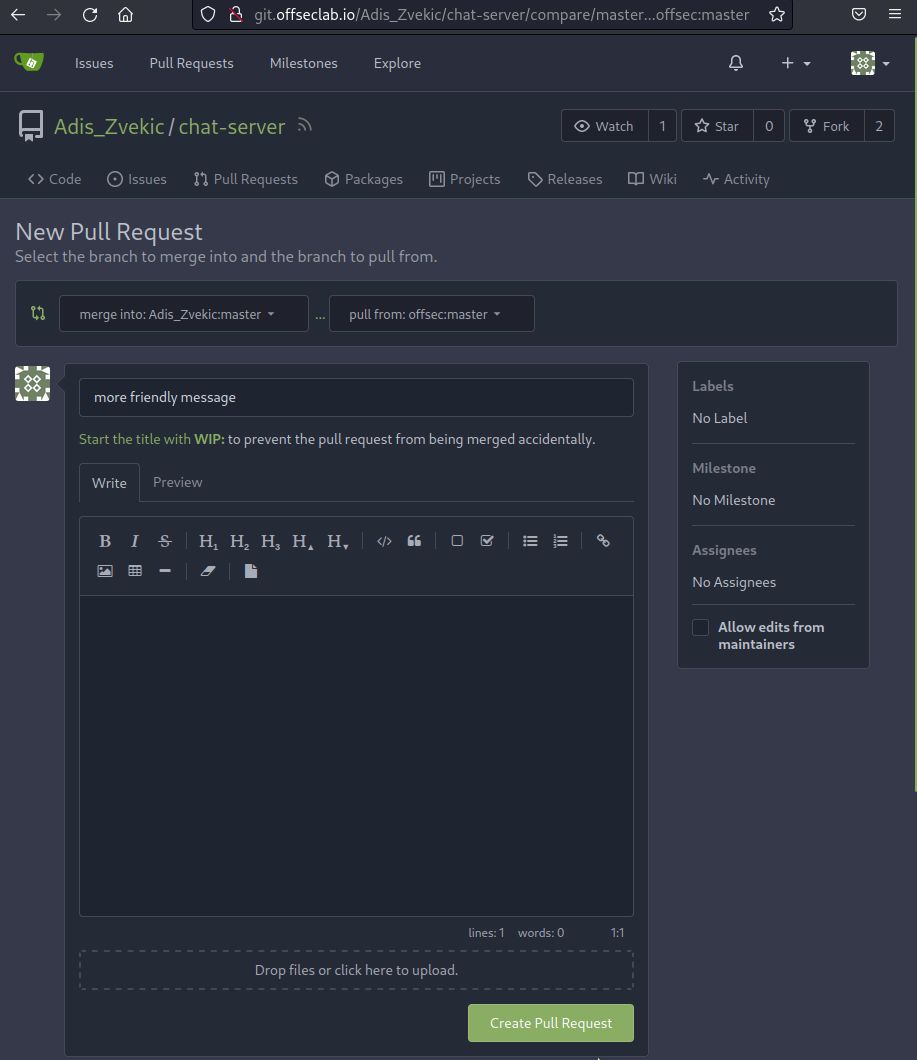 git.offseclab.io/Adis_Zvekic/chat-server/compare/master...offsec:master
Issues Pull Requests Milestones Explore
Adis_Zvekic / chat-server
Watch 1 Star 0 Fork 2
Code Issues Pull Requests Packages Projects Releases Wiki Activity
New Pull Request
Select the branch to merge into and the branch to pull from.
merge into: Adis_Zvekic:master ... pull from: offsec:master
more friendly message
Start the title with WIP: to prevent the pull request from being merged accidentally.
Write Preview
B I S H1 H2 H3 H H
lines: 1 words: 0 1:1
Drop files or click here to upload.
Create Pull Request
Labels
No Label
Milestone
No Milestone
Assignees
No Assignees
Allow edits from
maintainers